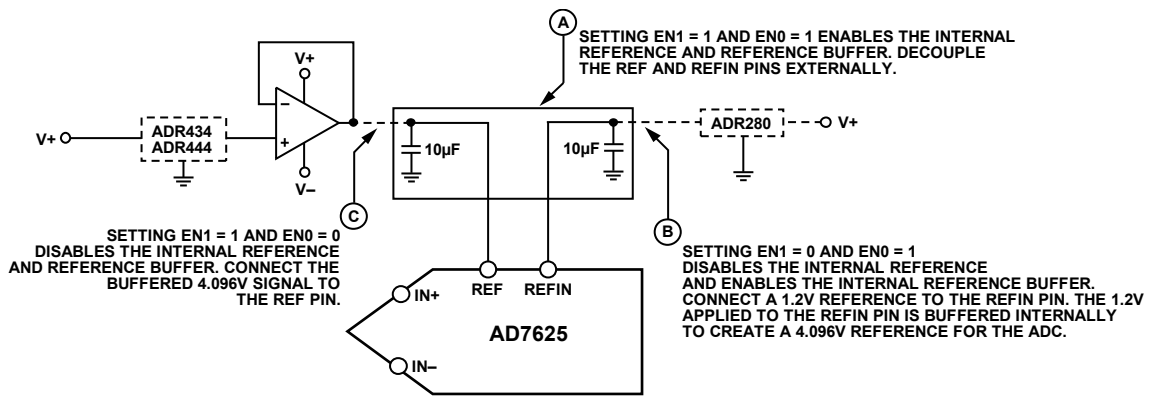 A
SETTING EN1 = 1 AND EN0 = 1 ENABLES THE INTERNAL
REFERENCE AND REFERENCE BUFFER. DECOUPLE
THE REF AND REFIN PINS EXTERNALLY.
V+
–
+
V–
V+
ADR434
ADR444
10µF
10µF
ADR280
V+
C
B
SETTING EN1 = 1 AND EN0 = 0
DISABLES THE INTERNAL REFERENCE
AND REFERENCE BUFFER. CONNECT THE
BUFFERED 4.096V SIGNAL TO
THE REF PIN.
SETTING EN1 = 0 AND EN0 = 1
DISABLES THE INTERNAL REFERENCE
AND ENABLES THE INTERNAL REFERENCE BUFFER.
CONNECT A 1.2V REFERENCE TO THE REFIN PIN. THE 1.2V
APPLIED TO THE REFIN PIN IS BUFFERED INTERNALLY
TO CREATE A 4.096V REFERENCE FOR THE ADC.
REF
REFIN
IN+
AD7625
IN–